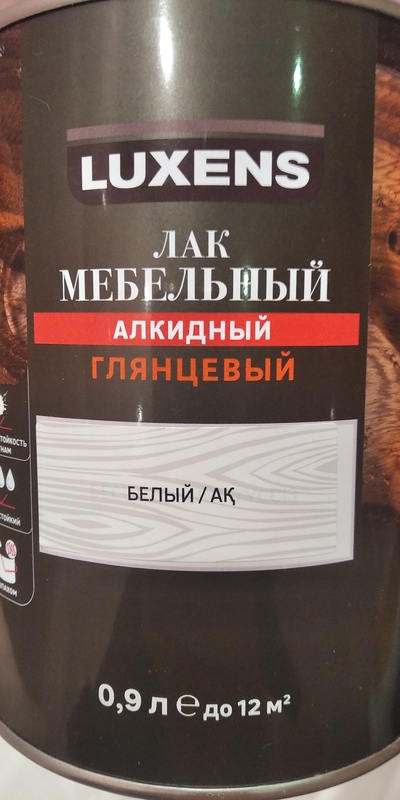 LUXENS
ЛАК
МЕБЕЛЬНЫЙ
АЛКИДНЫЙ
ГЛЯНЦЕВЫЙ
БЕЛЫЙ / АҚ
0,9 л ℮ до 12 м²